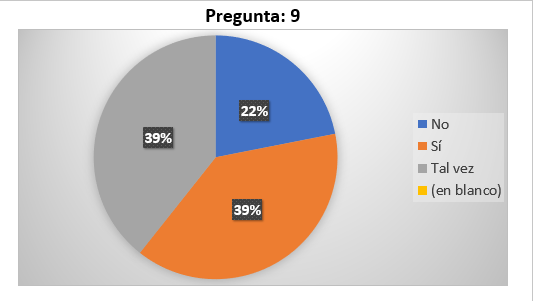 Pregunta: 9
22%
39%
39%
No
Sí
Tal vez
(en blanco)